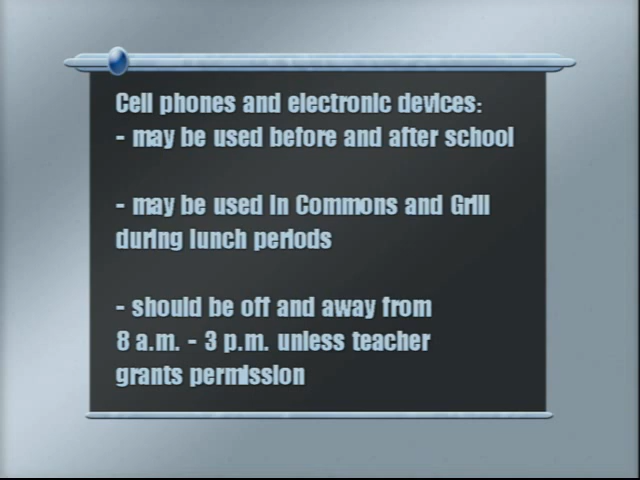 Cell phones and electronic devices:
- may be used before and after school
- may be used in Commons and Grill
during lunch periods
- should be off and away from
8 a.m. - 3 p.m. unless teacher
grants permission